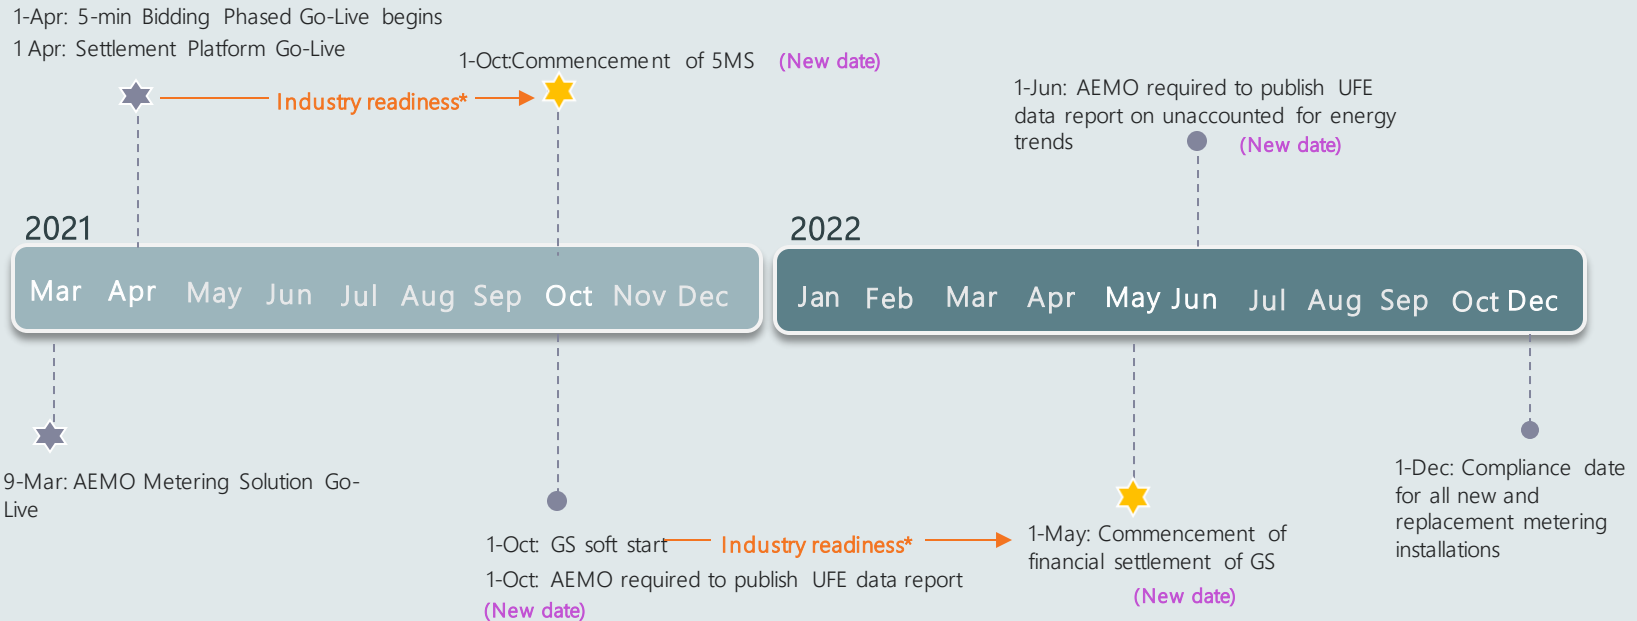 1-Apr: 5-min Bidding Phased Go-Live begins
1 Apr: Settlement Platform Go-Live
1-Oct:Commencement of 5MS (New date)
Industry readiness*
1-Jun: AEMO required to publish UFE
data report on unaccounted for energy
trends
(New date)
2021
2022
Mar Apr May Jun Jul Aug Sep Oct Nov Dec
Jan Feb Mar Apr May Jun Jul Aug Sep Oct Dec
9-Mar: AEMO Metering Solution Go-
Live
1-Oct: GS soft start
Industry readiness*
1-Oct: AEMO required to publish UFE data report
(New date)
1-May: Commencement of
financial settlement of GS
(New date)
1-Dec: Compliance date
for all new and
replacement metering
installations